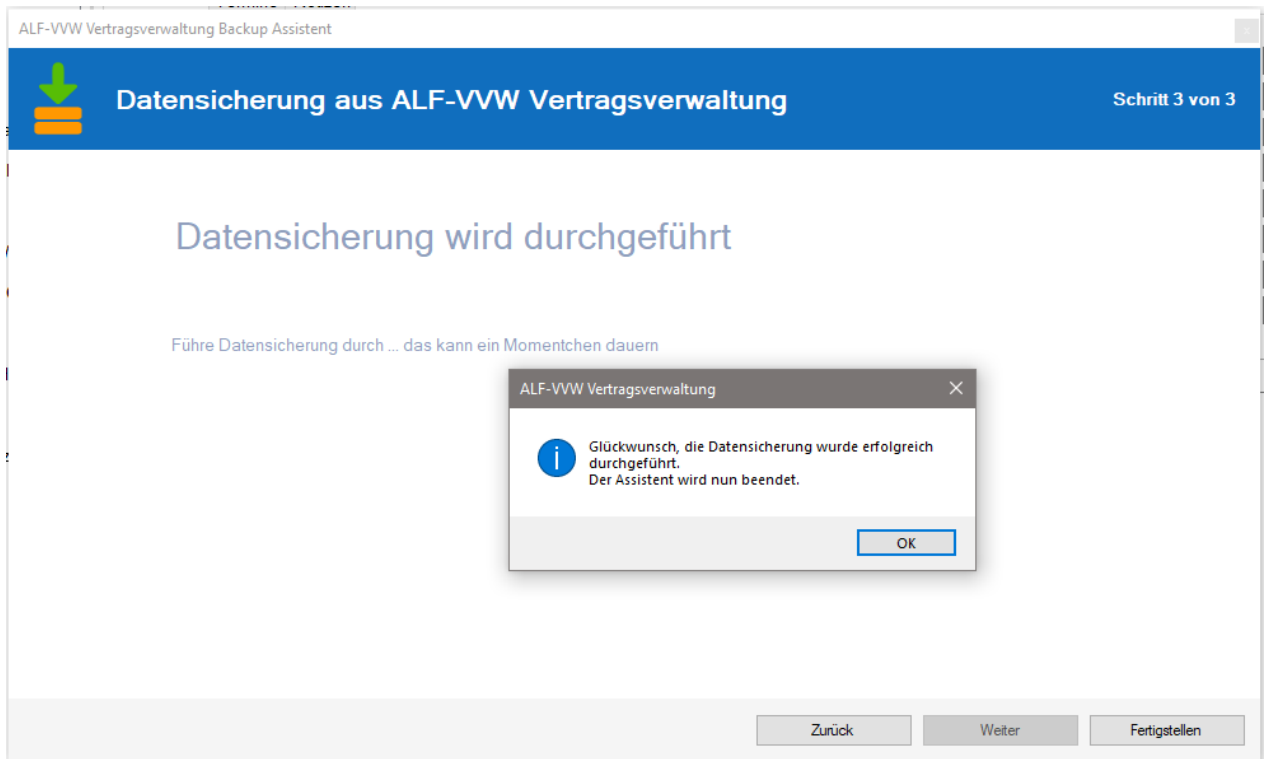 ALF-VVW Vertragsverwaltung Backup Assistent
Datensicherung aus ALF-VVW Vertragsverwaltung
Schritt 3 von 3
Datensicherung wird durchgeführt
Führe Datensicherung durch ... das kann ein Momentchen dauern
ALF-VVW Vertragsverwaltung
Glückwunsch, die Datensicherung wurde erfolgreich
durchgeführt.
Der Assistent wird nun beendet.
OK
Zurück
Weiter
Fertigstellen